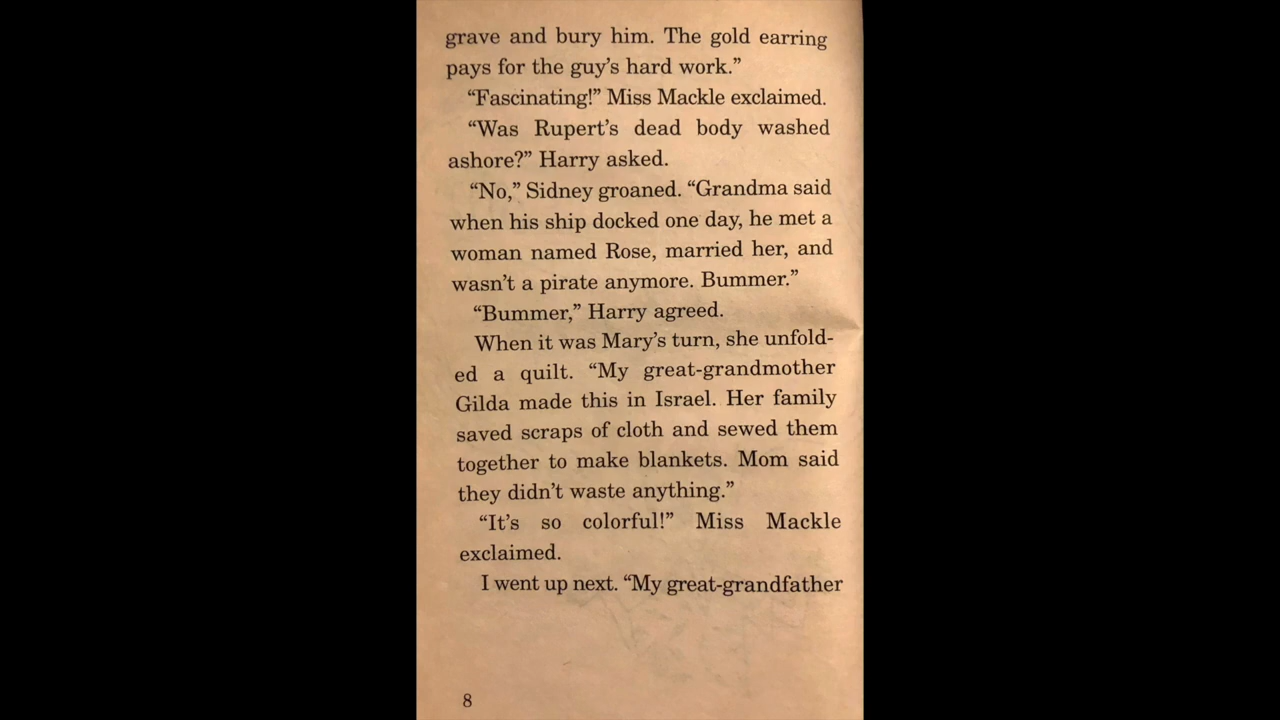 grave and bury him. The gold earring
pays for the guy’s hard work.”
“Fascinating!” Miss Mackle exclaimed.
“Was Rupert’s dead body washed
ashore?” Harry asked.
“No,” Sidney groaned. “Grandma said
when his ship docked one day, he met a
woman named Rose, married her, and
wasn’t a pirate anymore. Bummer.”
“Bummer,” Harry agreed.
When it was Mary’s turn, she unfold-
ed a quilt. “My great-grandmother
Gilda made this in Israel. Her family
saved scraps of cloth and sewed them
together to make blankets. Mom said
they didn’t waste anything.”
“It’s so colorful!” Miss Mackle
exclaimed.
I went up next. “My great-grandfather
8